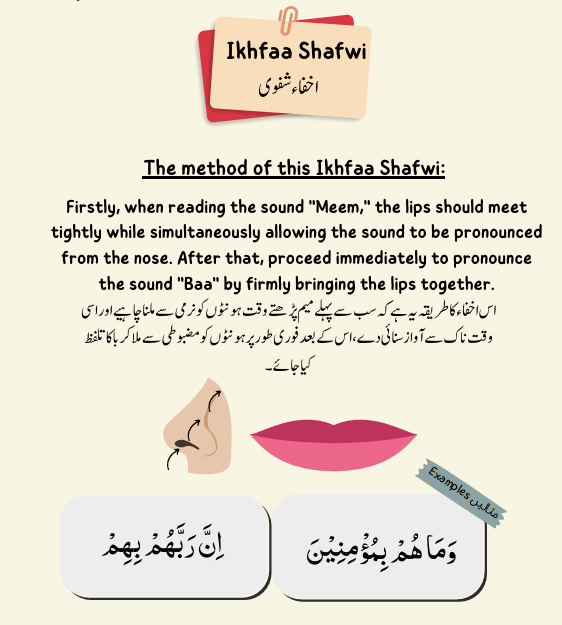 Ikhfaa Shafwi
اخفاء شفوی
The method of this Ikhfaa Shafwi:
Firstly, when reading the sound "Meem," the lips should meet
tightly while simultaneously allowing the sound to be pronounced
from the nose. After that, proceed immediately to pronounce
the sound "Baa" by firmly bringing the lips together.
اس اخفاء کا طریقہ یہ ہے کہ سب سے پہلے میم پڑھتے وقت ہونٹوں کو نرمی سے ملنا چاہیے اور اسی
وقت ناک سے آواز سنائی دے، اس کے بعد فوری طور پر ہونٹوں کو مضبوطی سے ملا کر با کا تلفظ
کیا جائے۔
Examples مثالیں
وَمَا هُمْ بِمُؤْمِنِيْنَ
اِنَّ رَبَّهُمْ بِهِمْ